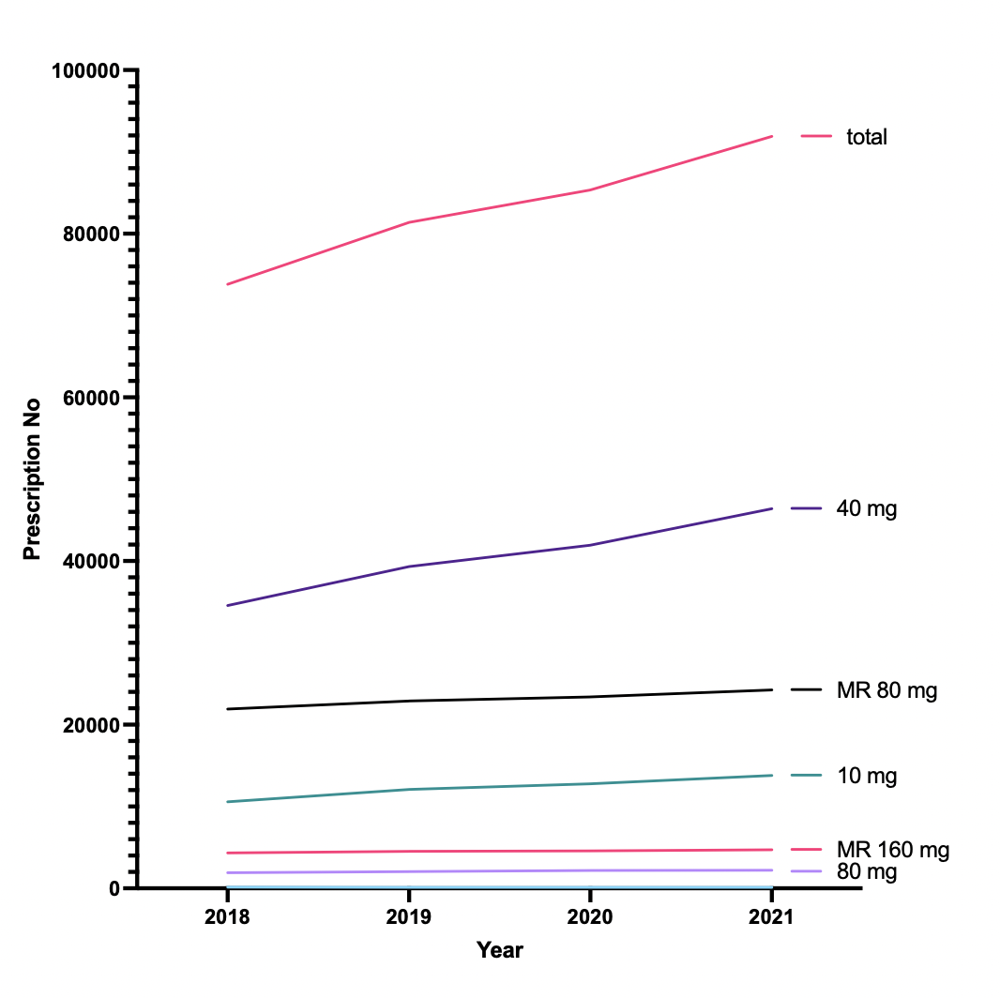 100000
80000
60000
40000
20000
0
Prescription No
2018 2019 2020 2021
Year
total
40 mg
MR 80 mg
10 mg
MR 160 mg
80 mg